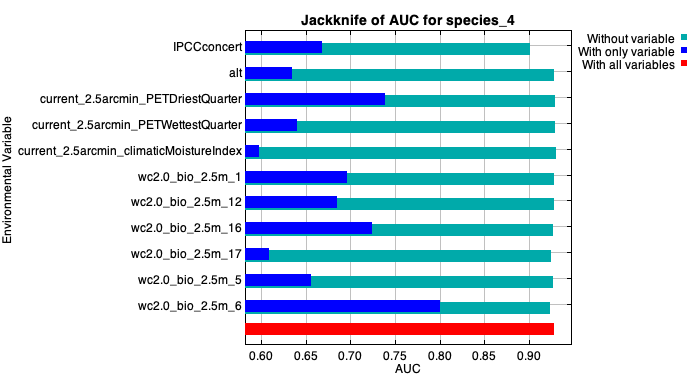 Jackknife of AUC for species_4
Without variable
With only variable
With all variables
Environmental Variable
IPCCconcert
alt
current_2.5arcmin_PETDriestQuarter
current_2.5arcmin_PETWettestQuarter
current_2.5arcmin_climaticMoistureIndex
wc2.0_bio_2.5m_1
wc2.0_bio_2.5m_12
wc2.0_bio_2.5m_16
wc2.0_bio_2.5m_17
wc2.0_bio_2.5m_5
wc2.0_bio_2.5m_6
0.60 0.65 0.70 0.75 0.80 0.85 0.90
AUC